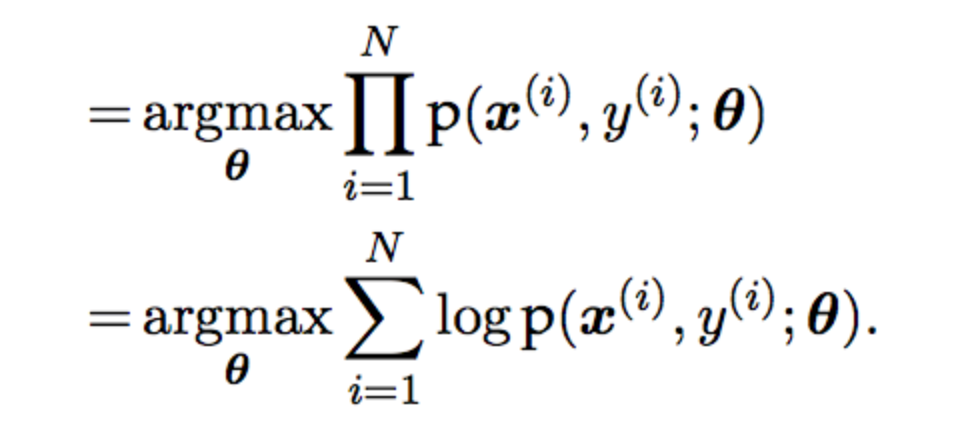 = argmax_θ ∏_{i=1}^{N} p(x^{(i)}, y^{(i)}; θ)
= argmax_θ ∑_{i=1}^{N} log p(x^{(i)}, y^{(i)}; θ).